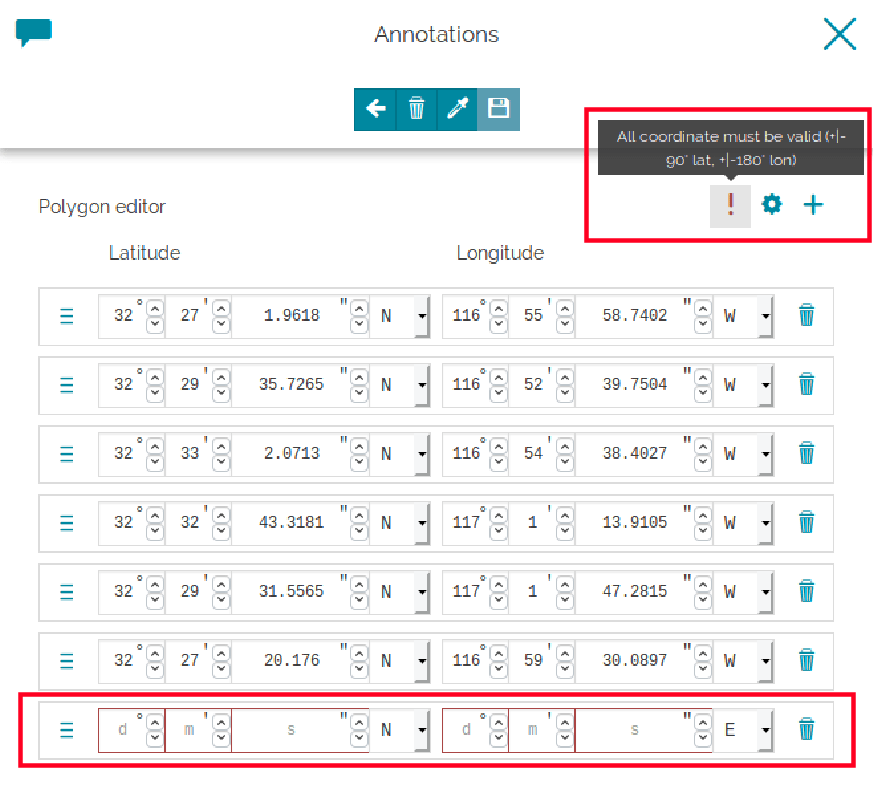 Annotations
All coordinate must be valid (+|-
90° lat, +|-180° lon)
!
Polygon editor
Latitude Longitude
32 ° 27 ' 1.9618 " N 116 ° 55 ' 58.7402 " W
32 ° 29 ' 35.7265 " N 116 ° 52 ' 39.7504 " W
32 ° 33 ' 2.0713 " N 116 ° 54 ' 38.4027 " W
32 ° 32 ' 43.3181 " N 117 ° 1 ' 13.9105 " W
32 ° 29 ' 31.5565 " N 117 ° 1 ' 47.2815 " W
32 ° 27 ' 20.176 " N 116 ° 59 ' 30.0897 " W
d ° m ' s " N d ° m ' s " E